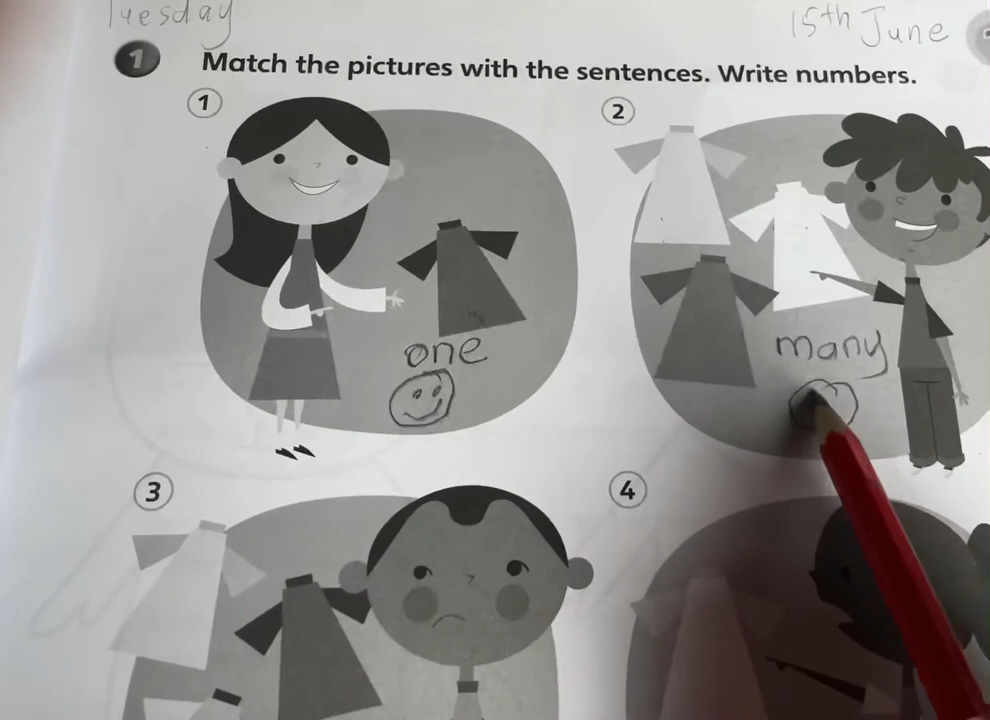 Tuesday 15th June
1 Match the pictures with the sentences. Write numbers.
1
2
one
many
3
4